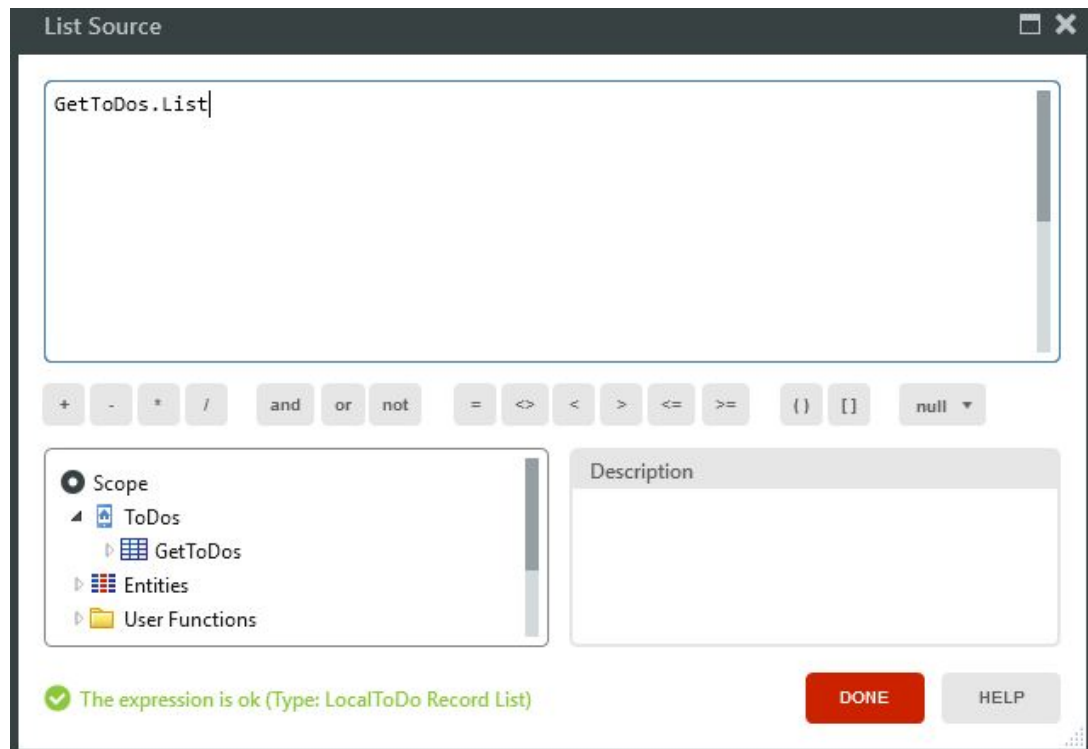 List Source
GetToDos.List
+ - * / and or not = <> < > <= >= ( ) [ ] null
Scope
ToDos
GetToDos
Entities
User Functions
Description
The expression is ok (Type: LocalToDo Record List)
DONE HELP